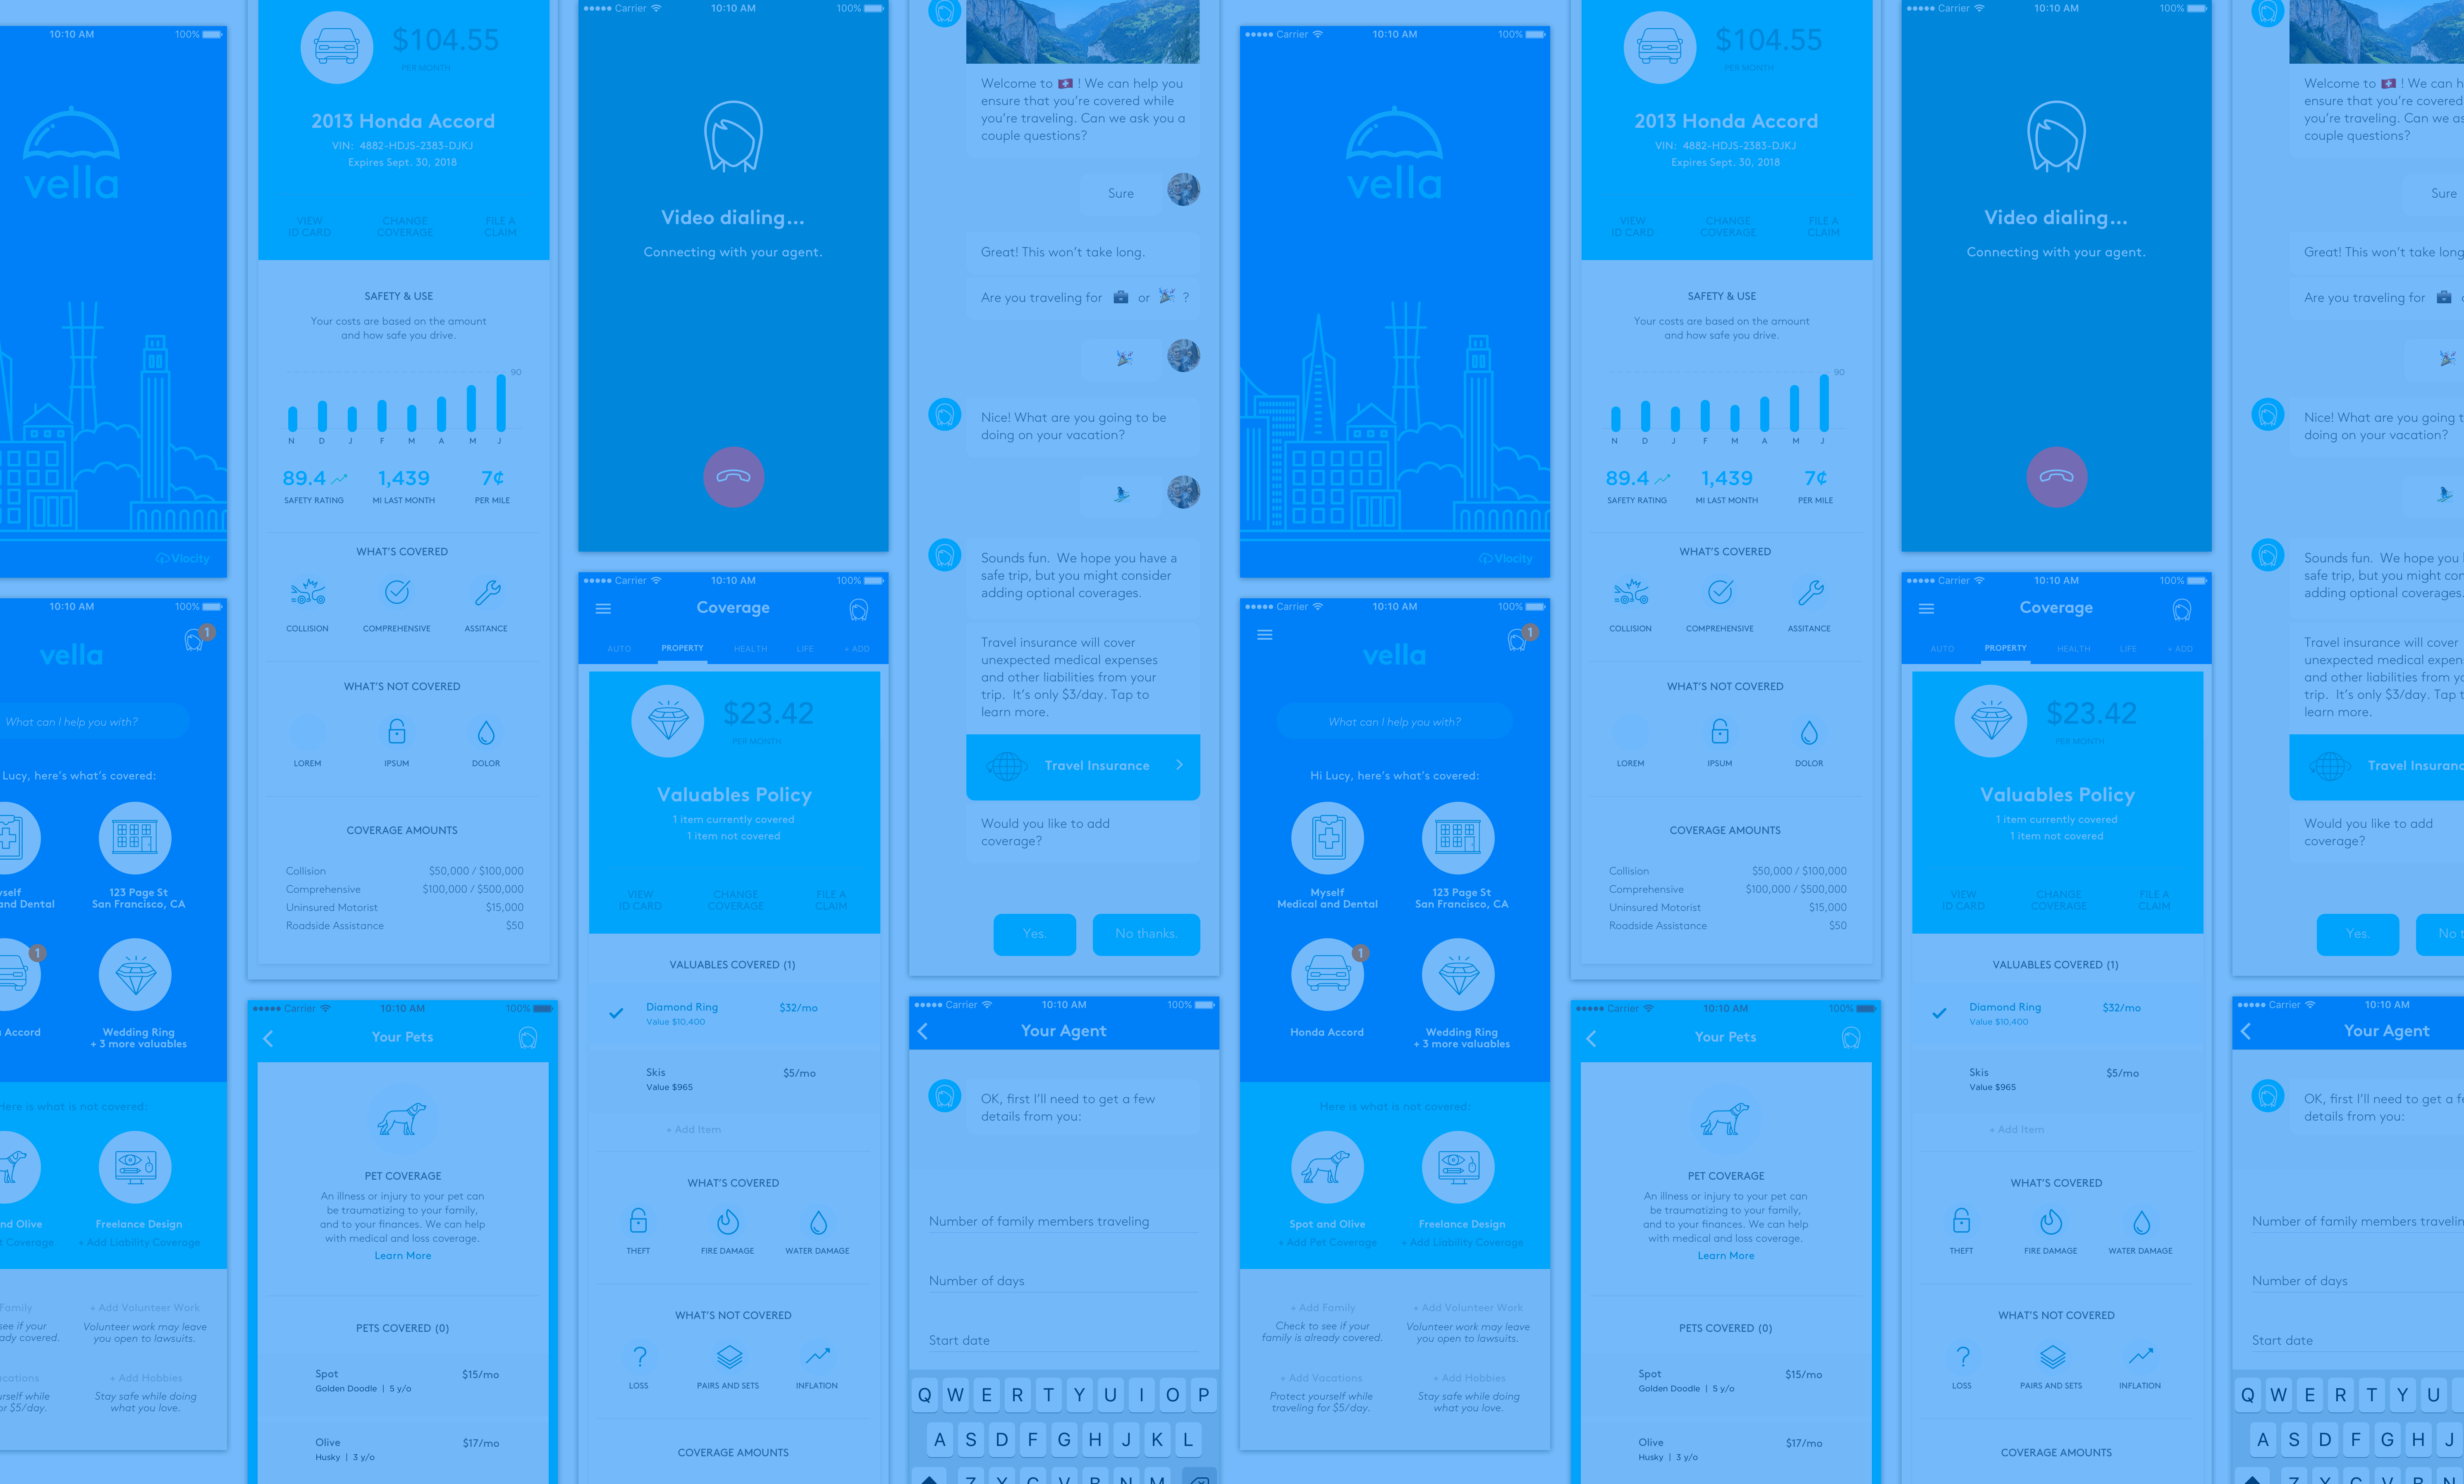 10:10 AM
100%
vella
Vlocity
10:10 AM
100%
1
vella
What can I help you with?
Lucy, here's what's covered:
123 Page St
and Dental
San Francisco, CA
1
Accord
Wedding Ring
+ 3 more valuables
Here is what is not covered:
and Olive
Freelance Design
Coverage
+ Add Liability Coverage
Family
+ Add Volunteer Work
see if your
Volunteer work may leave
covered.
you open to lawsuits.
+ Add Hobbies
Stay safe while doing
for $5/day.
what you love.
$104.55
PER MONTH
2013 Honda Accord
VIN: 4882-HDJS-2383-DJKJ
Expires Sept. 30, 2018
VIEW
ID CARD
CHANGE
COVERAGE
FILE A
CLAIM
SAFETY & USE
Your costs are based on the amount
and how safe you drive.
90
N D J F M A M J
89.4 1,439 7¢
SAFETY RATING MI LAST MONTH PER MILE
WHAT'S COVERED
COLLISION COMPREHENSIVE ASSITANCE
WHAT'S NOT COVERED
LOREM IPSUM DOLOR
COVERAGE AMOUNTS
Collision $50,000 / $100,000
Comprehensive $100,000 / $500,000
Uninsured Motorist $15,000
Roadside Assistance $50
Carrier 10:10 AM 100%
Your Pets
PET COVERAGE
An illness or injury to your pet can
be traumatizing to your family,
and to your finances. We can help
with medical and loss coverage.
Learn More
PETS COVERED (0)
Spot $15/mo
Golden Doodle | 5 y/o
Olive $17/mo
Husky | 3 y/o
Carrier 10:10 AM 100%
Video dialing...
Connecting with your agent.
Carrier 10:10 AM 100%
Coverage
AUTO PROPERTY HEALTH LIFE + ADD
$23.42
PER MONTH
Valuables Policy
1 item currently covered
1 item not covered
VIEW
ID CARD
CHANGE
COVERAGE
FILE A
CLAIM
VALUABLES COVERED (1)
Diamond Ring $32/mo
Value $10,400
Skis $5/mo
Value $965
+ Add Item
WHAT'S COVERED
THEFT FIRE DAMAGE WATER DAMAGE
WHAT'S NOT COVERED
LOSS PAIRS AND SETS INFLATION
COVERAGE AMOUNTS
Welcome to 🇨🇭 ! We can help you
ensure that you're covered while
you're traveling. Can we ask you a
couple questions?
Sure
Great! This won't take long.
Are you traveling for 💼 or 🎉 ?
🎉
Nice! What are you going to be
doing on your vacation?
Sounds fun. We hope you have a
safe trip, but you might consider
adding optional coverages.
Travel insurance will cover
unexpected medical expenses
and other liabilities from your
trip. It's only $3/day. Tap to
learn more.
Travel Insurance
Would you like to add
coverage?
Yes. No thanks.
Carrier 10:10 AM 100%
Your Agent
OK, first I'll need to get a few
details from you:
Number of family members traveling
Number of days
Start date
Q W E R T Y U I O P
A S D F G H J K L
Z X C V B N M
Carrier 10:10 AM 100%
vella
Vlocity
Carrier 10:10 AM 100%
1
vella
What can I help you with?
Hi Lucy, here's what's covered:
Myself
Medical and Dental
123 Page St
San Francisco, CA
1
Honda Accord
Wedding Ring
+ 3 more valuables
Here is what is not covered:
Spot and Olive
+ Add Pet Coverage
Freelance Design
+ Add Liability Coverage
+ Add Family
Check to see if your
family is already covered.
+ Add Volunteer Work
Volunteer work may leave
you open to lawsuits.
+ Add Vacations
Protect yourself while
traveling for $5/day.
+ Add Hobbies
Stay safe while doing
what you love.
$104.55
PER MONTH
2013 Honda Accord
VIN: 4882-HDJS-2383-DJKJ
Expires Sept. 30, 2018
VIEW
ID CARD
CHANGE
COVERAGE
FILE A
CLAIM
SAFETY & USE
Your costs are based on the amount
and how safe you drive.
90
N D J F M A M J
89.4 1,439 7¢
SAFETY RATING MI LAST MONTH PER MILE
WHAT'S COVERED
COLLISION COMPREHENSIVE ASSITANCE
WHAT'S NOT COVERED
LOREM IPSUM DOLOR
COVERAGE AMOUNTS
Collision $50,000 / $100,000
Comprehensive $100,000 / $500,000
Uninsured Motorist $15,000
Roadside Assistance $50
Carrier 10:10 AM 100%
Your Pets
PET COVERAGE
An illness or injury to your pet can
be traumatizing to your family,
and to your finances. We can help
with medical and loss coverage.
Learn More
PETS COVERED (0)
Spot $15/mo
Golden Doodle | 5 y/o
Olive $17/mo
Husky | 3 y/o
Carrier 10:10 AM 100%
Video dialing...
Connecting with your agent.
Carrier 10:10 AM 100%
Coverage
AUTO PROPERTY HEALTH LIFE + ADD
$23.42
PER MONTH
Valuables Policy
1 item currently covered
1 item not covered
VIEW
ID CARD
CHANGE
COVERAGE
FILE A
CLAIM
VALUABLES COVERED (1)
Diamond Ring $32/mo
Value $10,400
Skis $5/mo
Value $965
+ Add Item
WHAT'S COVERED
THEFT FIRE DAMAGE WATER DAMAGE
WHAT'S NOT COVERED
LOSS PAIRS AND SETS INFLATION
COVERAGE AMOUNTS
Welcome to 🇨🇭 ! We can
ensure that you're covered
you're traveling. Can we
couple questions?
Sure
Great! This won't take long
Are you traveling for 💼
🎉
Nice! What are you going
doing on your vacation?
Sounds fun. We hope you
safe trip, but you might
adding optional coverages.
Travel insurance will cover
unexpected medical
and other liabilities from
trip. It's only $3/day. Tap
learn more.
Travel
Would you like to add
coverage?
Yes. No
Carrier 10:10 AM
Your Agent
OK, first I'll need to get a
details from you:
Number of family members
Number of days
Start date
Q W E R T Y U
A S D F G H J
Z X C V B N